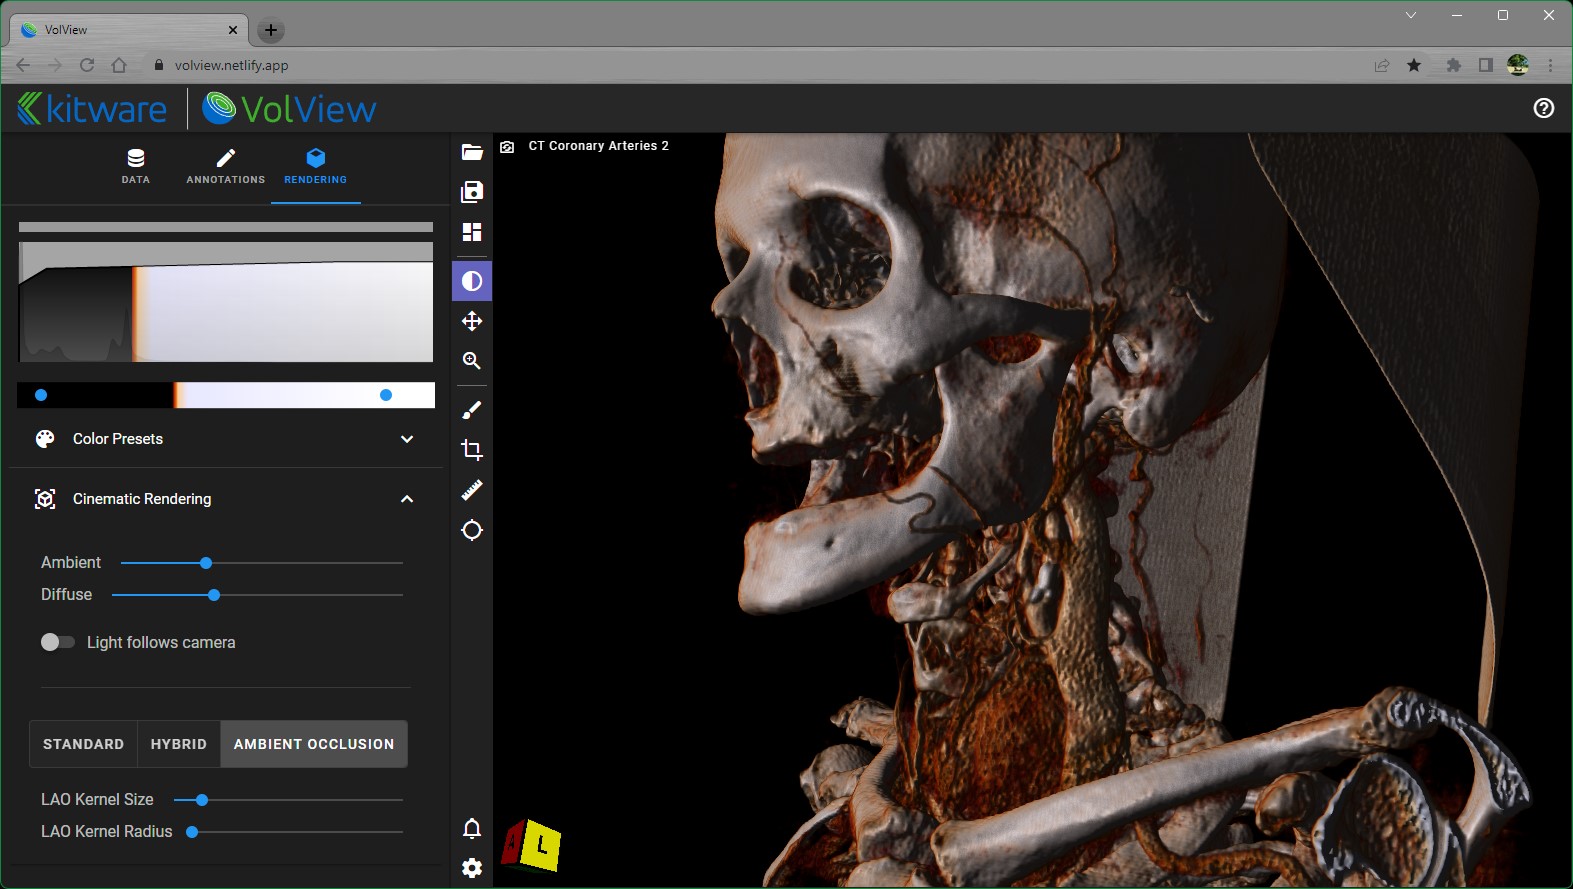 VolView
volview.netlify.app
kitware VolView
CT Coronary Arteries 2
DATA ANNOTATIONS RENDERING
Color Presets
Cinematic Rendering
Ambient
Diffuse
Light follows camera
STANDARD HYBRID AMBIENT OCCLUSION
LAO Kernel Size
LAO Kernel Radius
L